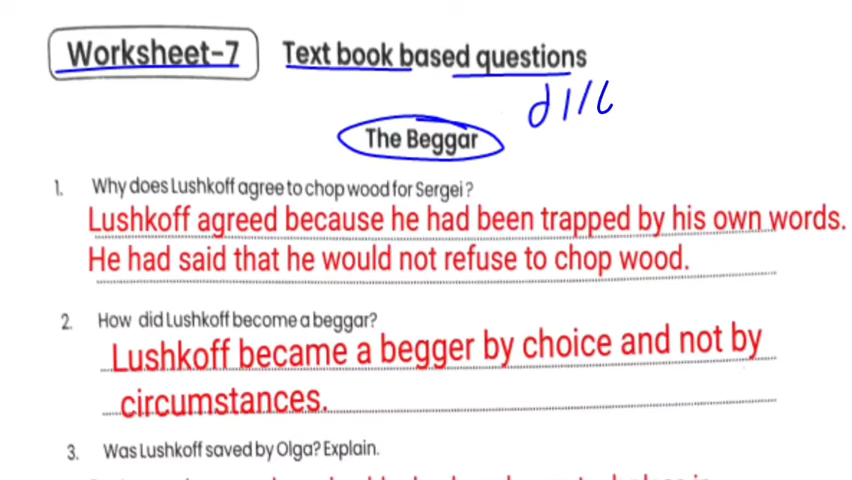 Worksheet-7 Text book based questions
The Beggar
1. Why does Lushkoff agree to chop wood for Sergei?
Lushkoff agreed because he had been trapped by his own words.
He had said that he would not refuse to chop wood.
2. How did Lushkoff become a beggar?
Lushkoff became a begger by choice and not by
circumstances.
3. Was Lushkoff saved by Olga? Explain.